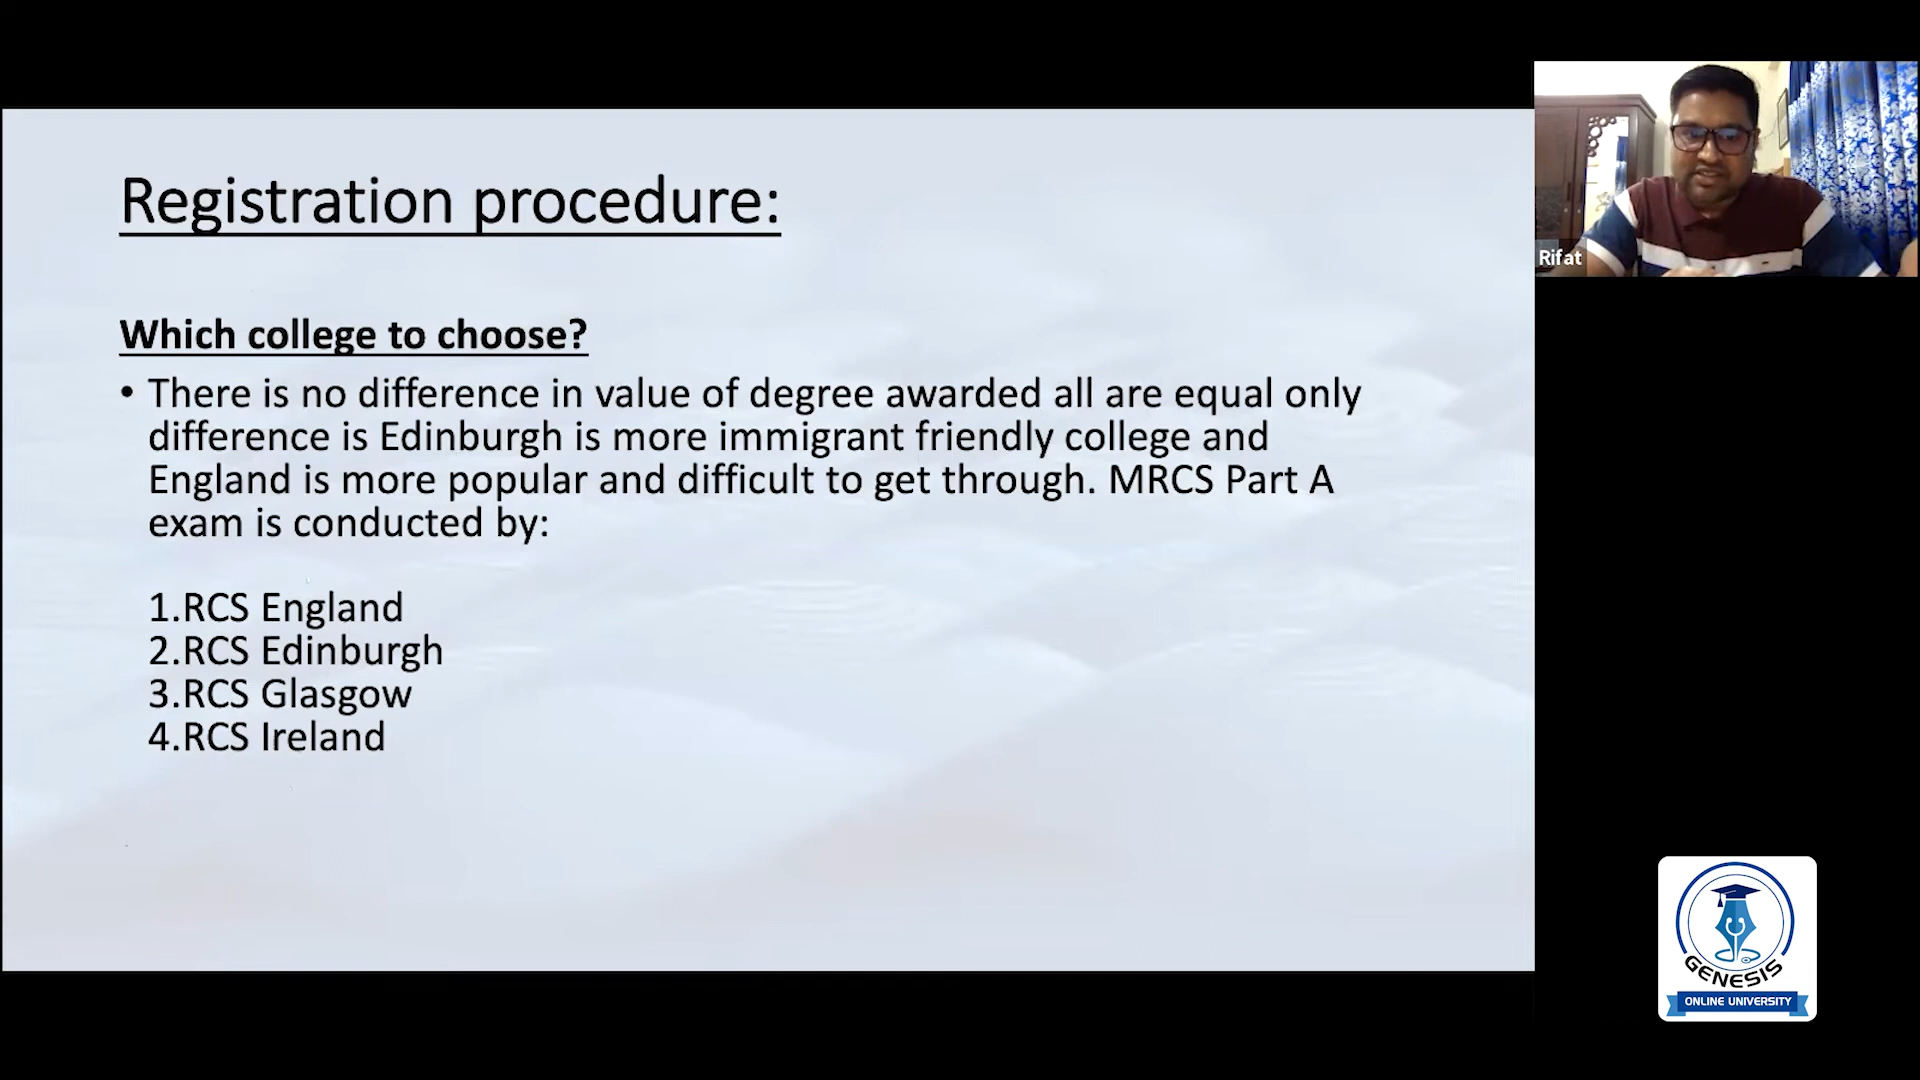 Registration procedure:
Which college to choose?
• There is no difference in value of degree awarded all are equal only
difference is Edinburgh is more immigrant friendly college and
England is more popular and difficult to get through. MRCS Part A
exam is conducted by:
1.RCS England
2.RCS Edinburgh
3.RCS Glasgow
4.RCS Ireland
Rifat
GENESIS
ONLINE UNIVERSITY